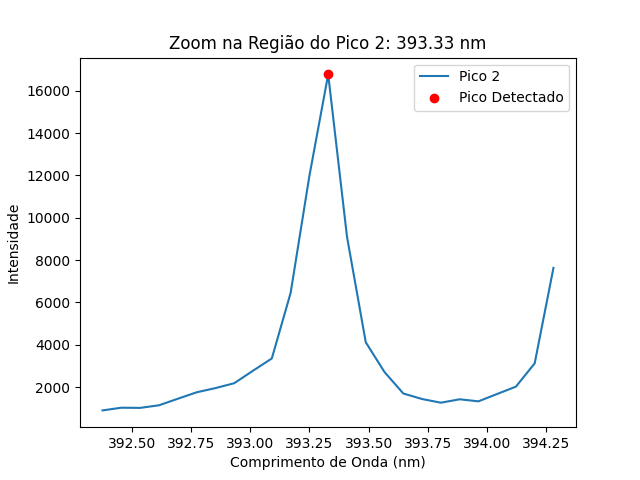 Zoom na Região do Pico 2: 393.33 nm
Pico 2
Pico Detectado
Intensidade
16000
14000
12000
10000
8000
6000
4000
2000
392.50 392.75 393.00 393.25 393.50 393.75 394.00 394.25
Comprimento de Onda (nm)